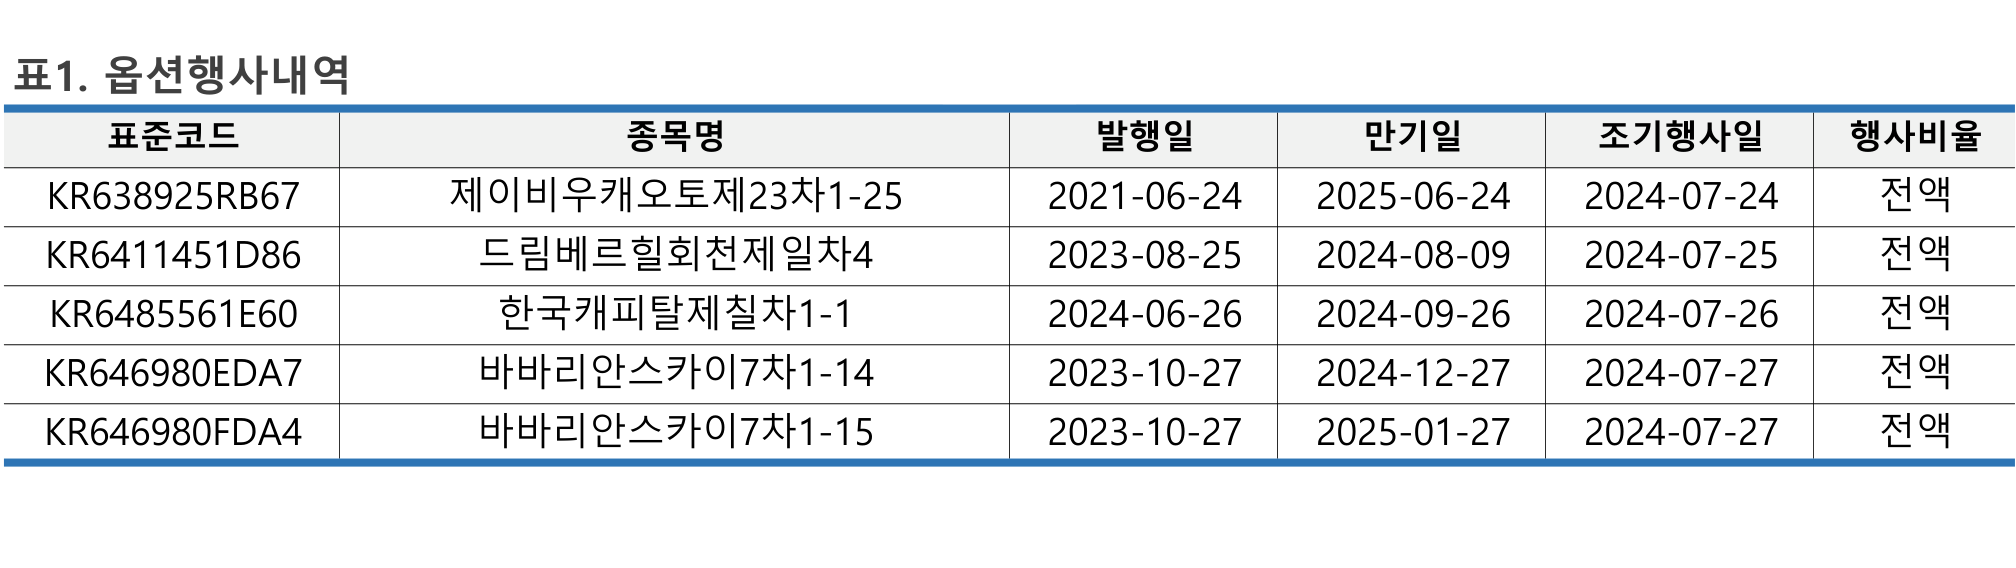 표1. 옵션행사내역
표준코드 종목명 발행일 만기일 조기행사일 행사비율
KR638925RB67 제이비우캐오토제23차1-25 2021-06-24 2025-06-24 2024-07-24 전액
KR6411451D86 드림베르힐회천제일차4 2023-08-25 2024-08-09 2024-07-25 전액
KR6485561E60 한국캐피탈제칠차1-1 2024-06-26 2024-09-26 2024-07-26 전액
KR646980EDA7 바바리안스카이7차1-14 2023-10-27 2024-12-27 2024-07-27 전액
KR646980FDA4 바바리안스카이7차1-15 2023-10-27 2025-01-27 2024-07-27 전액